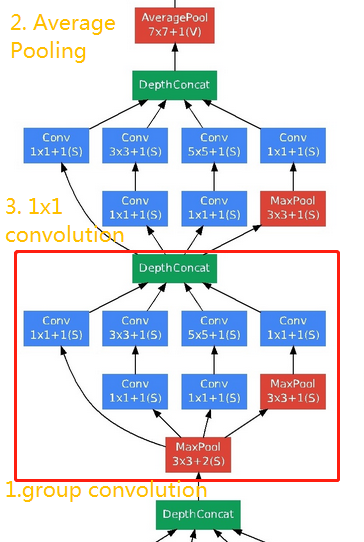 2. Average
Pooling
AveragePool
7x7+1(V)
DepthConcat
Conv
1x1+1(S)
Conv
3x3+1(S)
Conv
5x5+1(S)
Conv
1x1+1(S)
Conv
1x1+1(S)
Conv
1x1+1(S)
MaxPool
3x3+1(S)
3. 1x1
convolution
DepthConcat
Conv
1x1+1(S)
Conv
3x3+1(S)
Conv
5x5+1(S)
Conv
1x1+1(S)
Conv
1x1+1(S)
Conv
1x1+1(S)
MaxPool
3x3+1(S)
MaxPool
3x3+2(S)
1.group convolution
DepthConcat